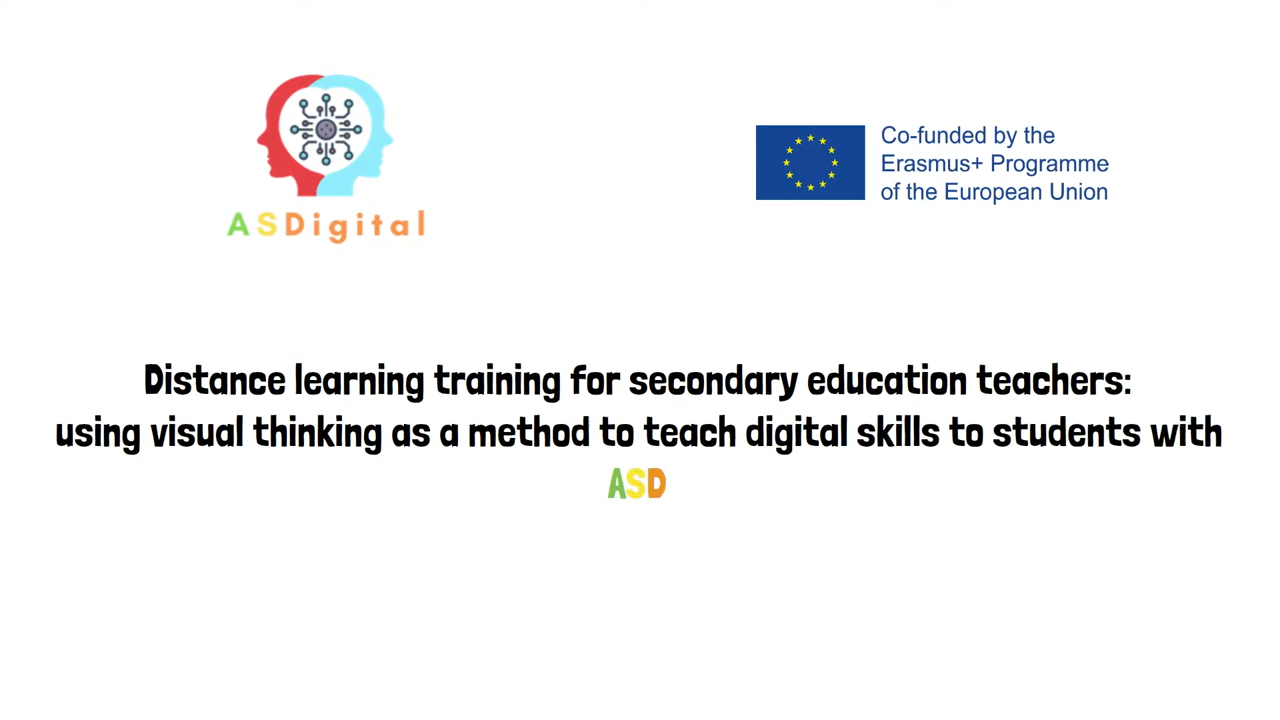 ASDigital
Co-funded by the
Erasmus+ Programme
of the European Union
Distance learning training for secondary education teachers:
using visual thinking as a method to teach digital skills to students with
ASD